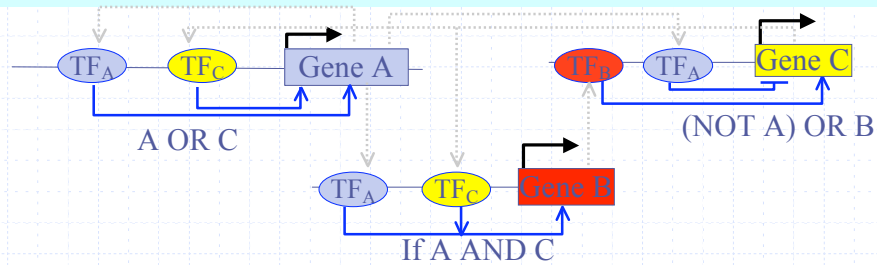 TFA TFC Gene A
TFB TFA Gene C
A OR C
(NOT A) OR B
TFA TFC Gene B
If A AND C